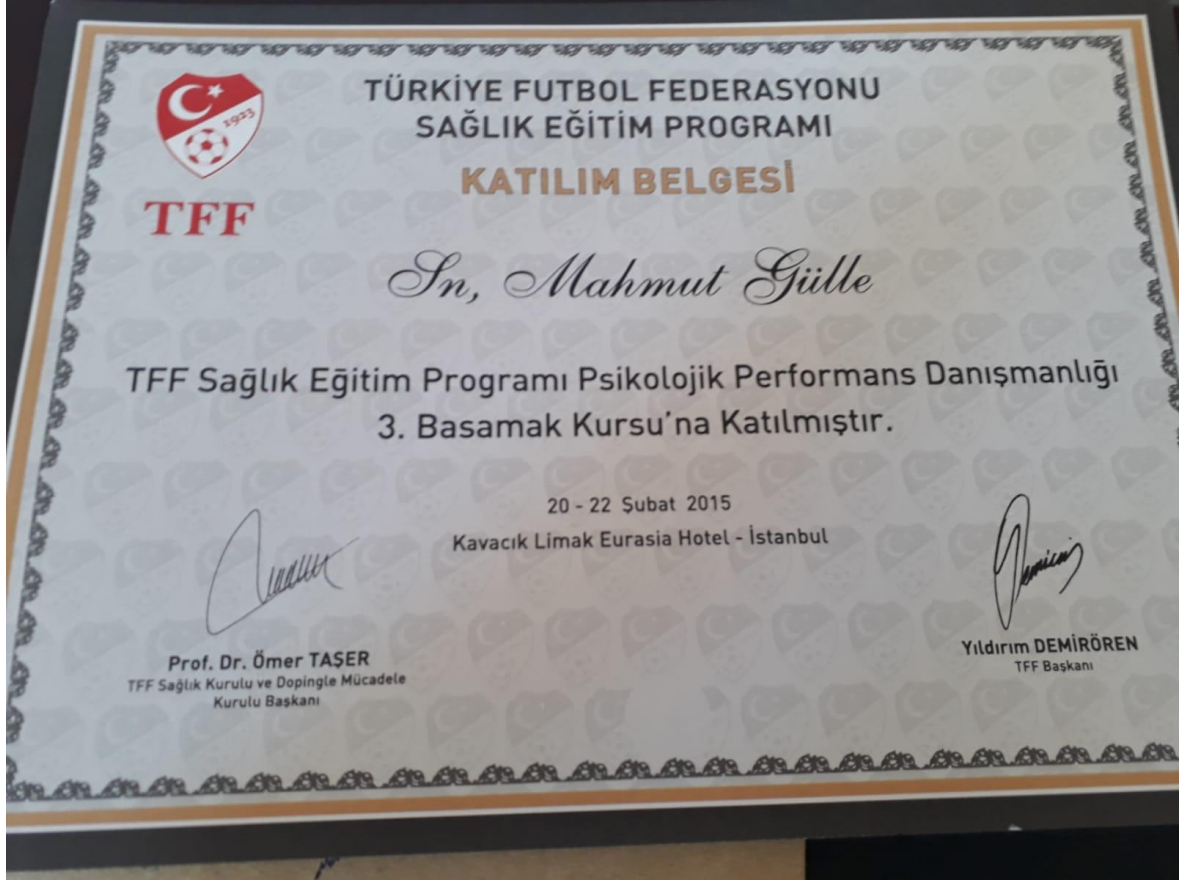 TÜRKİYE FUTBOL FEDERASYONU
SAĞLIK EĞİTİM PROGRAMI
KATILIM BELGESİ
1923
TFF
Sn, Mahmut Gülle
TFF Sağlık Eğitim Programı Psikolojik Performans Danışmanlığı
3. Basamak Kursu'na Katılmıştır.
20 - 22 Şubat 2015
Kavacık Limak Eurasia Hotel - İstanbul
Prof. Dr. Ömer TAŞER
TFF Sağlık Kurulu ve Dopingle Mücadele
Kurulu Başkanı
Yıldırım DEMİRÖREN
TFF Başkanı